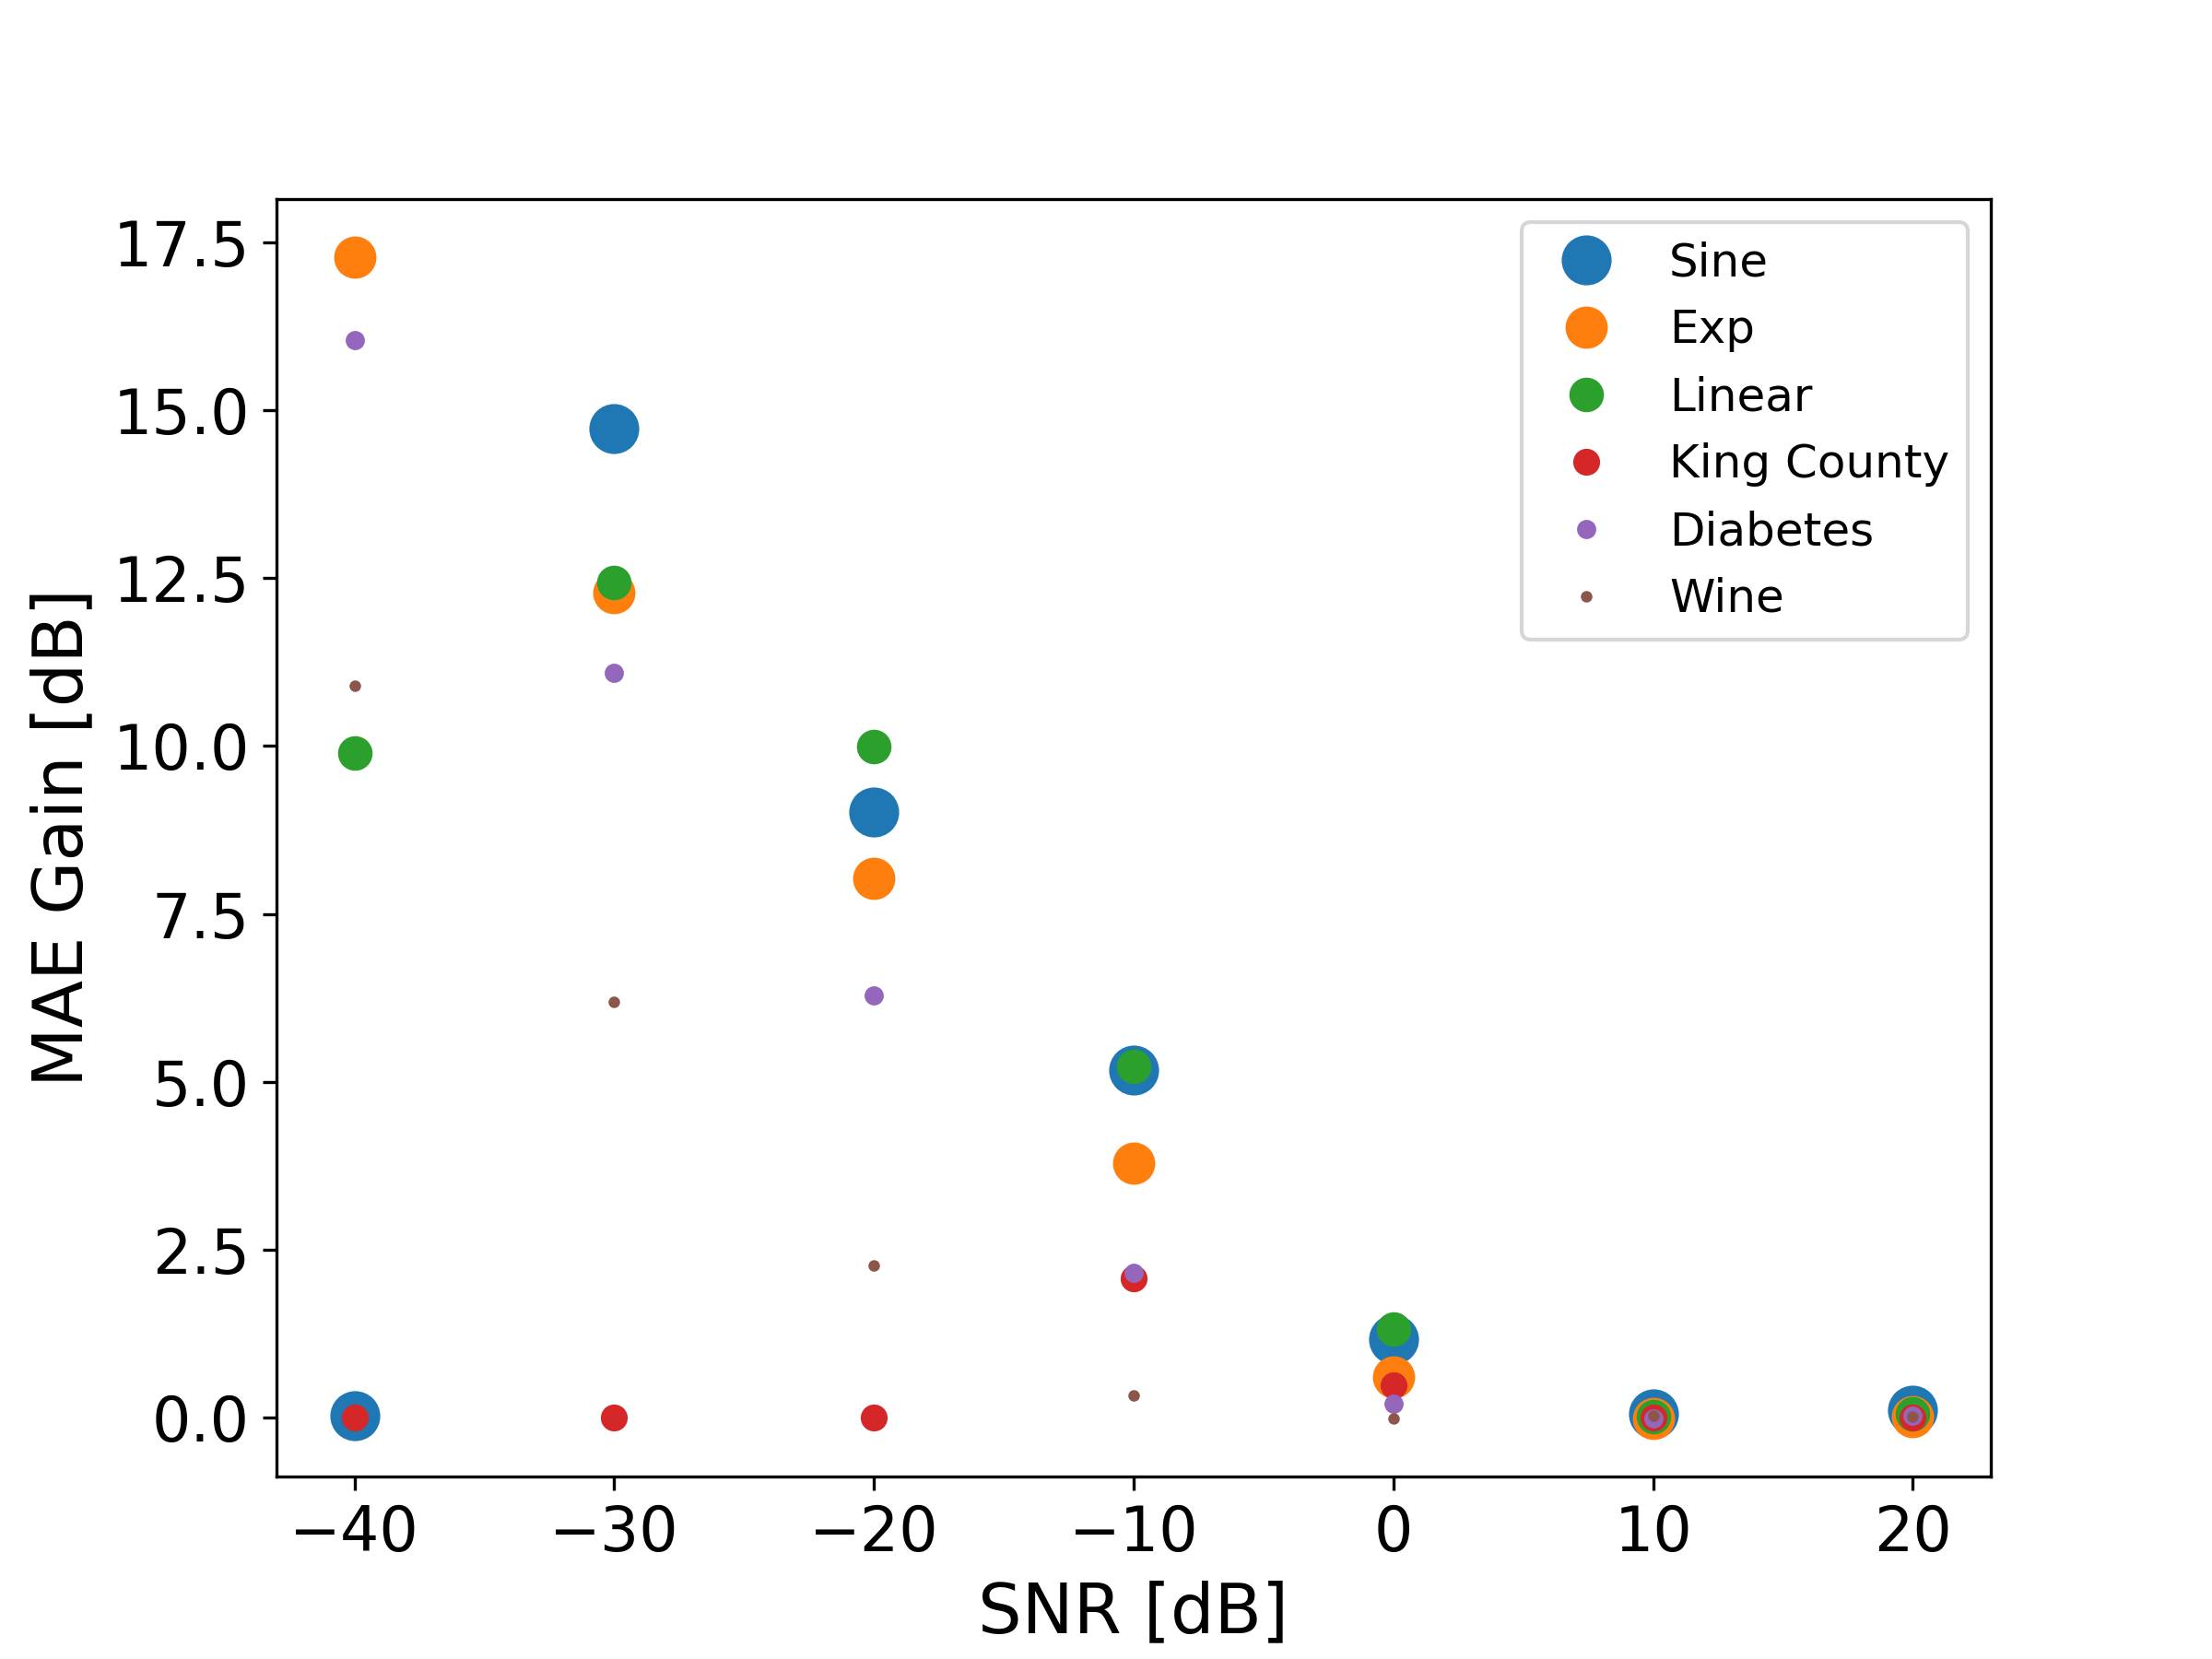 17.5
15.0
12.5
10.0
7.5
5.0
2.5
0.0
MAE Gain [dB]
Sine
Exp
Linear
King County
Diabetes
Wine
−40 −30 −20 −10 0 10 20
SNR [dB]